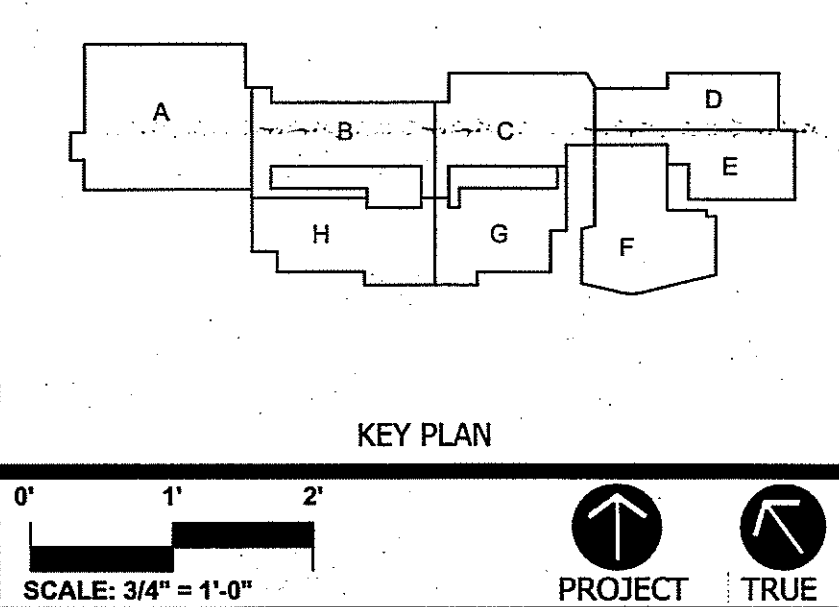 A
B
C
D
E
F
G
H
KEY PLAN
0' 1' 2'
SCALE: 3/4" = 1'-0"
PROJECT TRUE